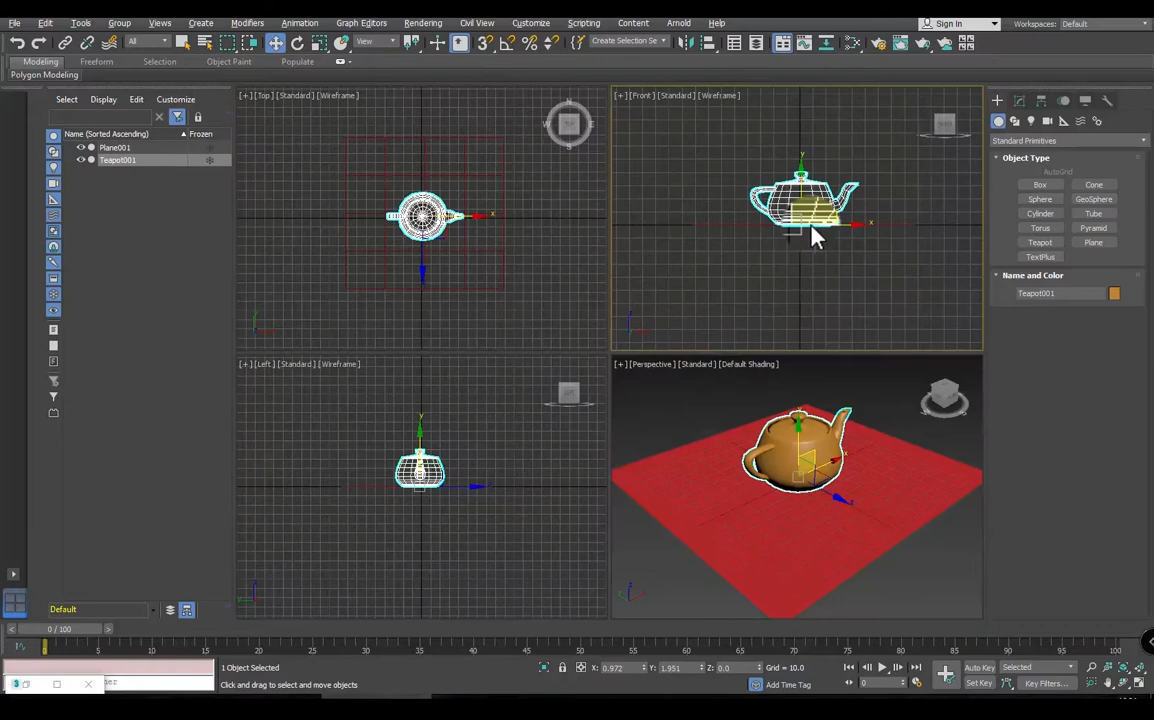 File Edit Tools Group Views Create Modifiers Animation Graph Editors Rendering Civil View Customize Scripting Content Arnold Help Sign In Workspaces: Default
All View Create Selection Se
Modeling Freeform Selection Object Paint Populate
Polygon Modeling
Select Display Edit Customize
Name (Sorted Ascending) Frozen
Plane001
Teapot001
[+] [Top] [Standard] [Wireframe]
[+] [Front] [Standard] [Wireframe]
[+] [Left] [Standard] [Wireframe]
[+] [Perspective] [Standard] [Default Shading]
Standard Primitives
Object Type
AutoGrid
Box Cone
Sphere GeoSphere
Cylinder Tube
Torus Pyramid
Teapot Plane
TextPlus
Name and Color
Teapot001
Default
0 / 100
0 5 10 15 20 25 30 35 40 45 50 55 60 65 70 75 80 85 90 95 100
1 Object Selected X: 0.972 Y: 1.951 Z: 0.0 Grid = 10.0 Auto Key Selected
Click and drag to select and move objects Add Time Tag 0 Set Key Key Filters...